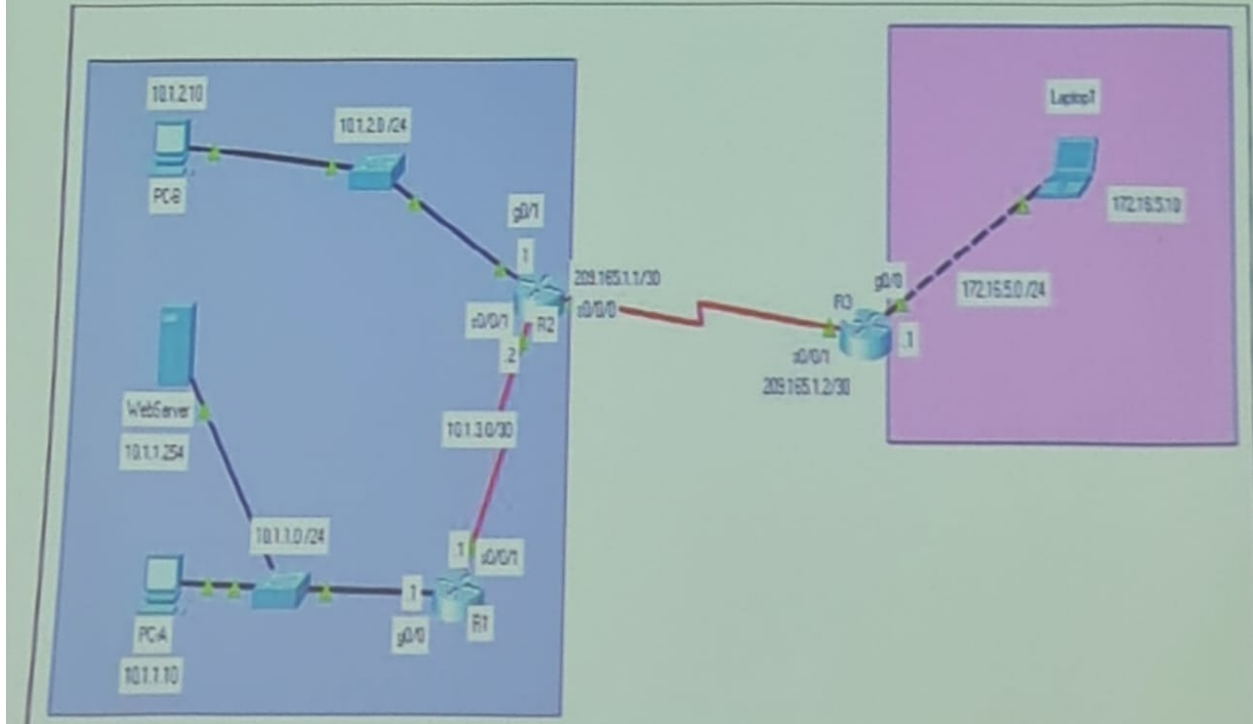 10.1.2.10
10.1.2.0 /24
PC-B
g0/1
.1
209.165.1.1/30
s0/0/0
s0/0/1
R2
.2
WebServer
10.1.1.254
10.1.3.0/30
10.1.1.0 /24
.1
s0/0/1
PC-A
10.1.1.10
.1
g0/0
R1
Laptop1
172.16.5.10
g0/0
172.16.5.0 /24
R3
.1
s0/0/1
209.165.1.2/30